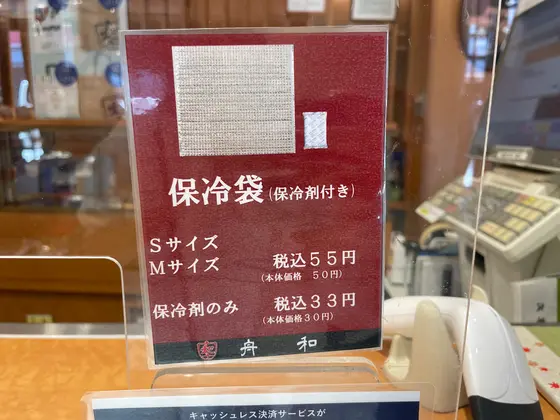 保冷袋(保冷剤付き)
Sサイズ
Mサイズ 税込55円
(本体価格 50円)
保冷剤のみ 税込33円
(本体価格30円)
舟和
キャッシュレス決済サービスが